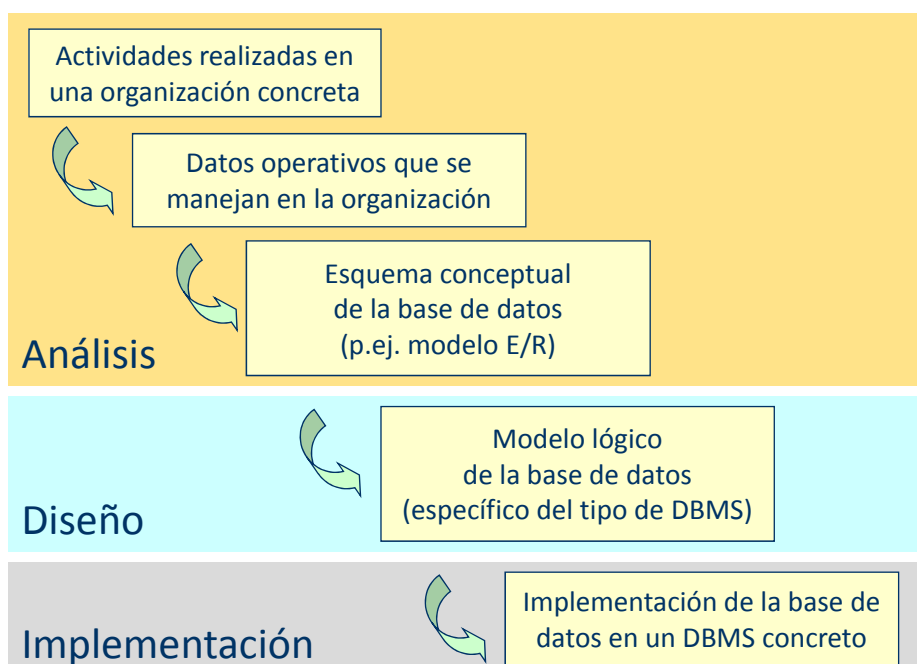 Actividades realizadas en
una organización concreta
Datos operativos que se
manejan en la organización
Esquema conceptual
de la base de datos
(p.ej. modelo E/R)
Análisis
Modelo lógico
de la base de datos
(específico del tipo de DBMS)
Diseño
Implementación de la base de
datos en un DBMS concreto
Implementación